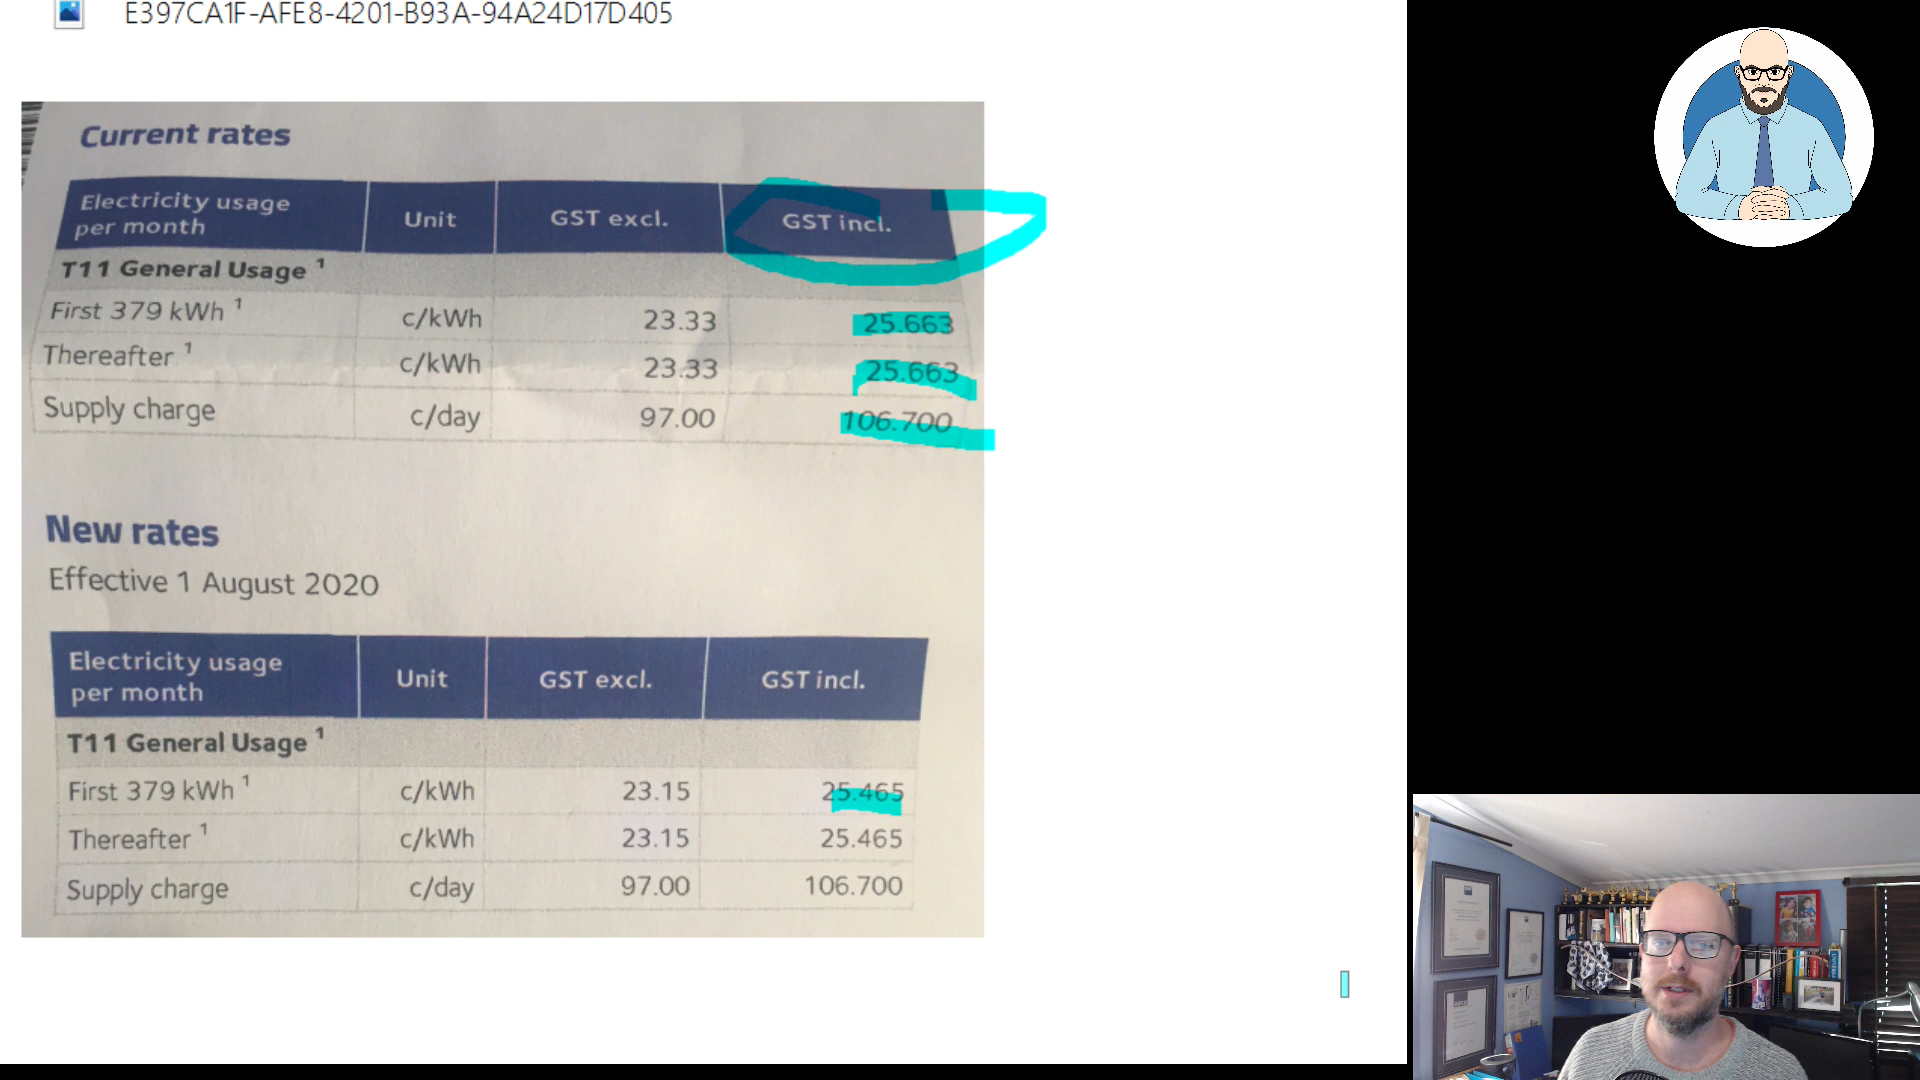 E397CA1F-AFE8-4201-B93A-94A24D17D405
Current rates
Electricity usage per month Unit GST excl. GST incl.
T11 General Usage ¹
First 379 kWh ¹ c/kWh 23.33 25.663
Thereafter ¹ c/kWh 23.33 25.663
Supply charge c/day 97.00 106.700
New rates
Effective 1 August 2020
Electricity usage per month Unit GST excl. GST incl.
T11 General Usage ¹
First 379 kWh ¹ c/kWh 23.15 25.465
Thereafter ¹ c/kWh 23.15 25.465
Supply charge c/day 97.00 106.700